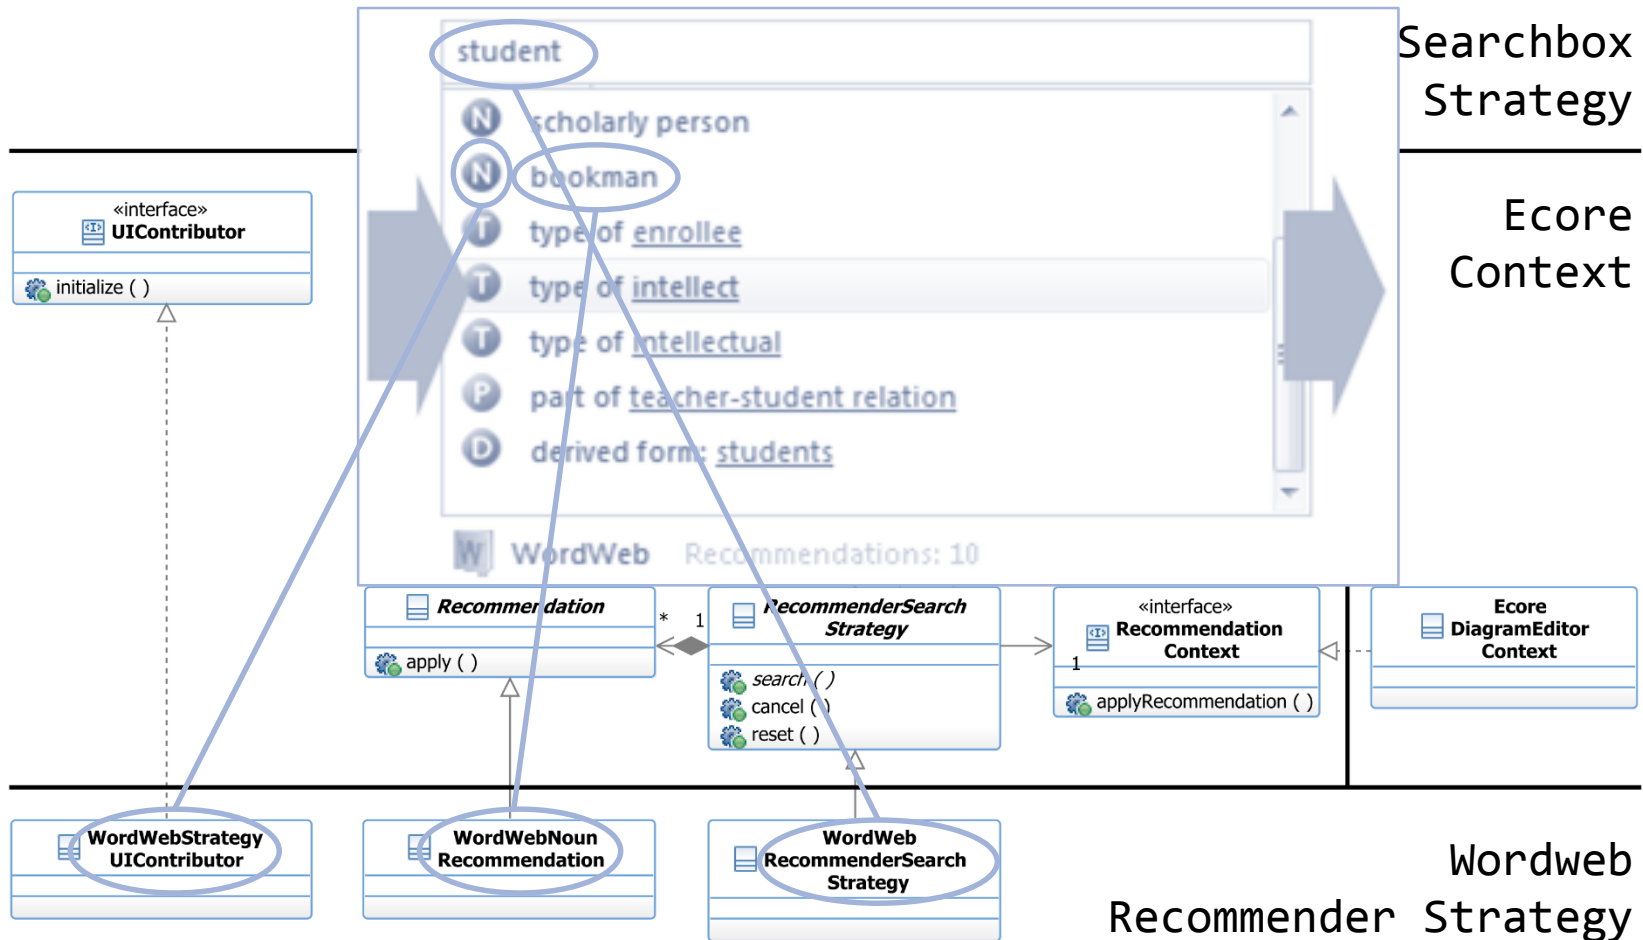 Searchbox
Strategy
student
N scholarly person
N bookman
T type of enrollee
T type of intellect
T type of intellectual
P part of teacher-student relation
D derived form: students
W WordWeb Recommendations: 10
Ecore
Context
«interface»
UIContributor
initialize ( )
Recommendation
apply ( )
* 1
RecommenderSearch
Strategy
search ( )
cancel ( )
reset ( )
1
«interface»
Recommendation
Context
applyRecommendation ( )
Ecore
DiagramEditor
Context
WordWebStrategy
UIContributor
WordWebNoun
Recommendation
WordWeb
RecommenderSearch
Strategy
Wordweb
Recommender Strategy